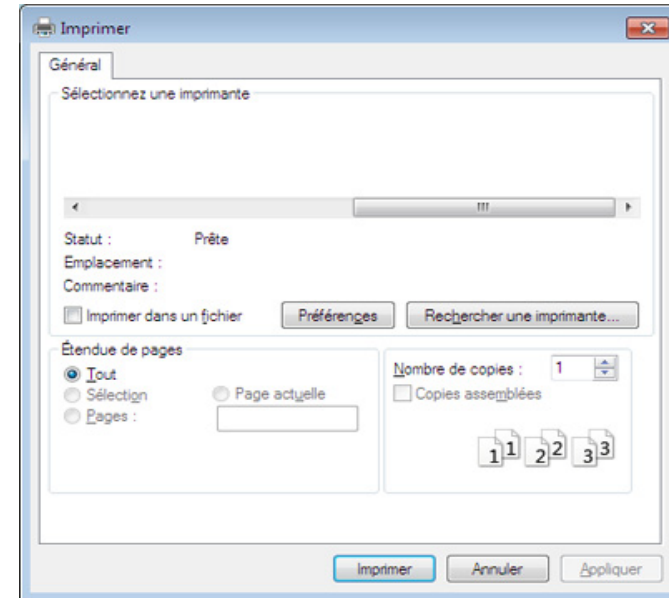 Imprimer
Général
Sélectionnez une imprimante
Statut : Prête
Emplacement :
Commentaire :
Imprimer dans un fichier Préférences Rechercher une imprimante...
Étendue de pages
Tout
Sélection Page actuelle
Pages :
Nombre de copies : 1
Copies assemblées
1 1 2 2 3 3
Imprimer Annuler Appliquer